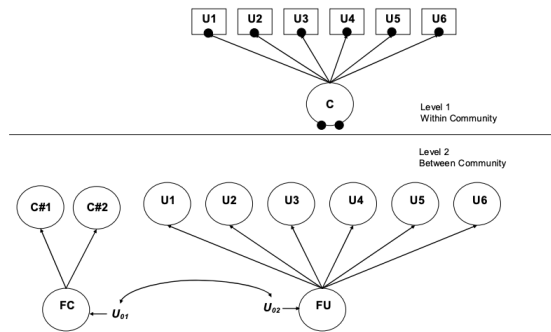 U1 U2 U3 U4 U5 U6
C
Level 1
Within Community
Level 2
Between Community
C#1 C#2 U1 U2 U3 U4 U5 U6
FC U01 U02 FU